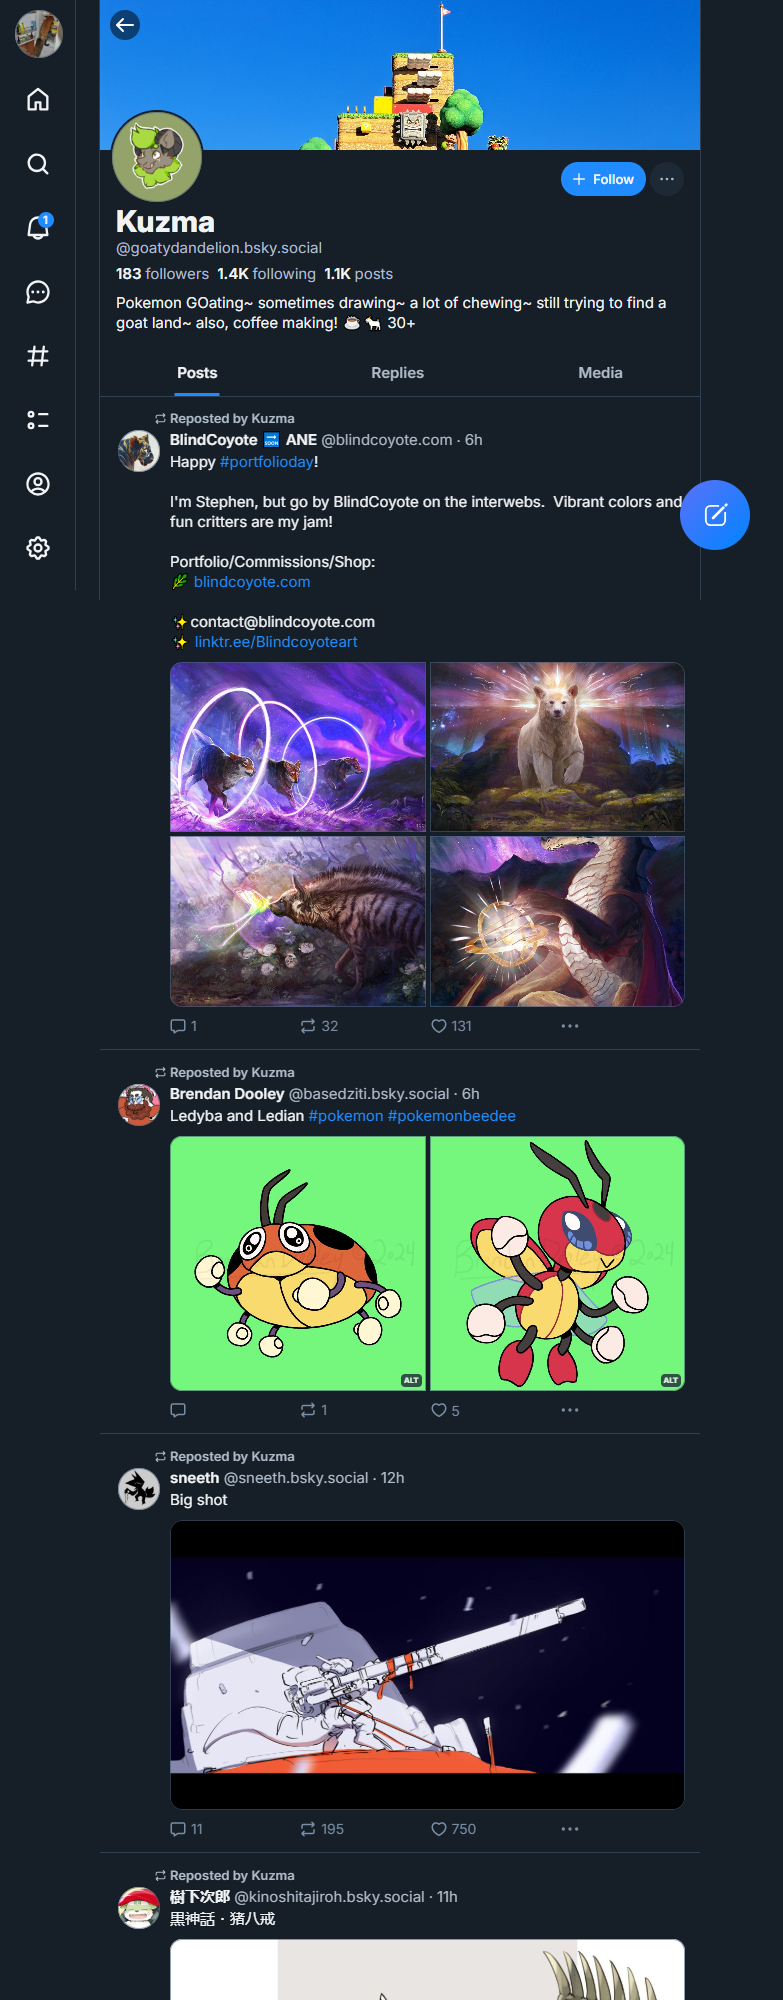 1
+ Follow
Kuzma
@goatydandelion.bsky.social
183 followers 1.4K following 1.1K posts
Pokemon GOating~ sometimes drawing~ a lot of chewing~ still trying to find a
goat land~ also, coffee making! ☕ 🐐 30+
Posts
Replies
Media
Reposted by Kuzma
BlindCoyote 🔜 ANE @blindcoyote.com · 6h
Happy #portfolioday!
I'm Stephen, but go by BlindCoyote on the interwebs.  Vibrant colors and
fun critters are my jam!
Portfolio/Commissions/Shop:
🌿 blindcoyote.com
✨contact@blindcoyote.com
✨ linktr.ee/Blindcoyoteart
1
32
131
Reposted by Kuzma
Brendan Dooley @basedziti.bsky.social · 6h
Ledyba and Ledian #pokemon #pokemonbeedee
2024
2024
ALT
ALT
1
5
Reposted by Kuzma
sneeth @sneeth.bsky.social · 12h
Big shot
11
195
750
Reposted by Kuzma
樹下次郎 @kinoshitajiroh.bsky.social · 11h
黒神話・猪八戒